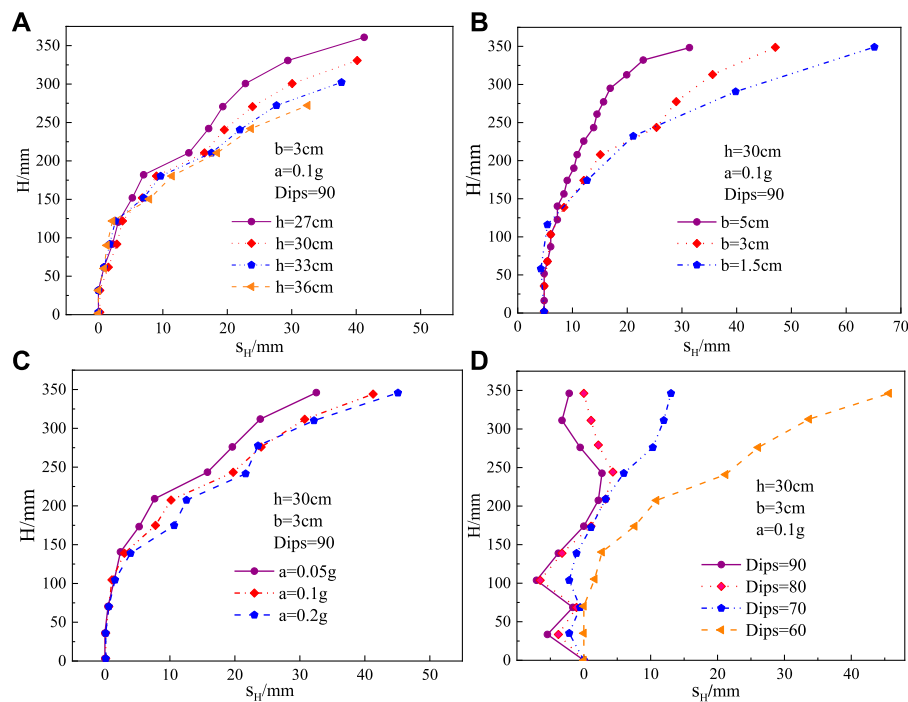 A
H/mm
350
300
250
200
150
100
50
0
b=3cm
a=0.1g
Dips=90
h=27cm
h=30cm
h=33cm
h=36cm
0 10 20 30 40 50
sH/mm
B
H/mm
350
300
250
200
150
100
50
0
h=30cm
a=0.1g
Dips=90
b=5cm
b=3cm
b=1.5cm
0 10 20 30 40 50 60 70
sH/mm
C
H/mm
400
350
300
250
200
150
100
50
0
h=30cm
b=3cm
Dips=90
a=0.05g
a=0.1g
a=0.2g
0 10 20 30 40 50
sH/mm
D
H/mm
350
300
250
200
150
100
50
0
h=30cm
b=3cm
a=0.1g
Dips=90
Dips=80
Dips=70
Dips=60
0 10 20 30 40
sH/mm